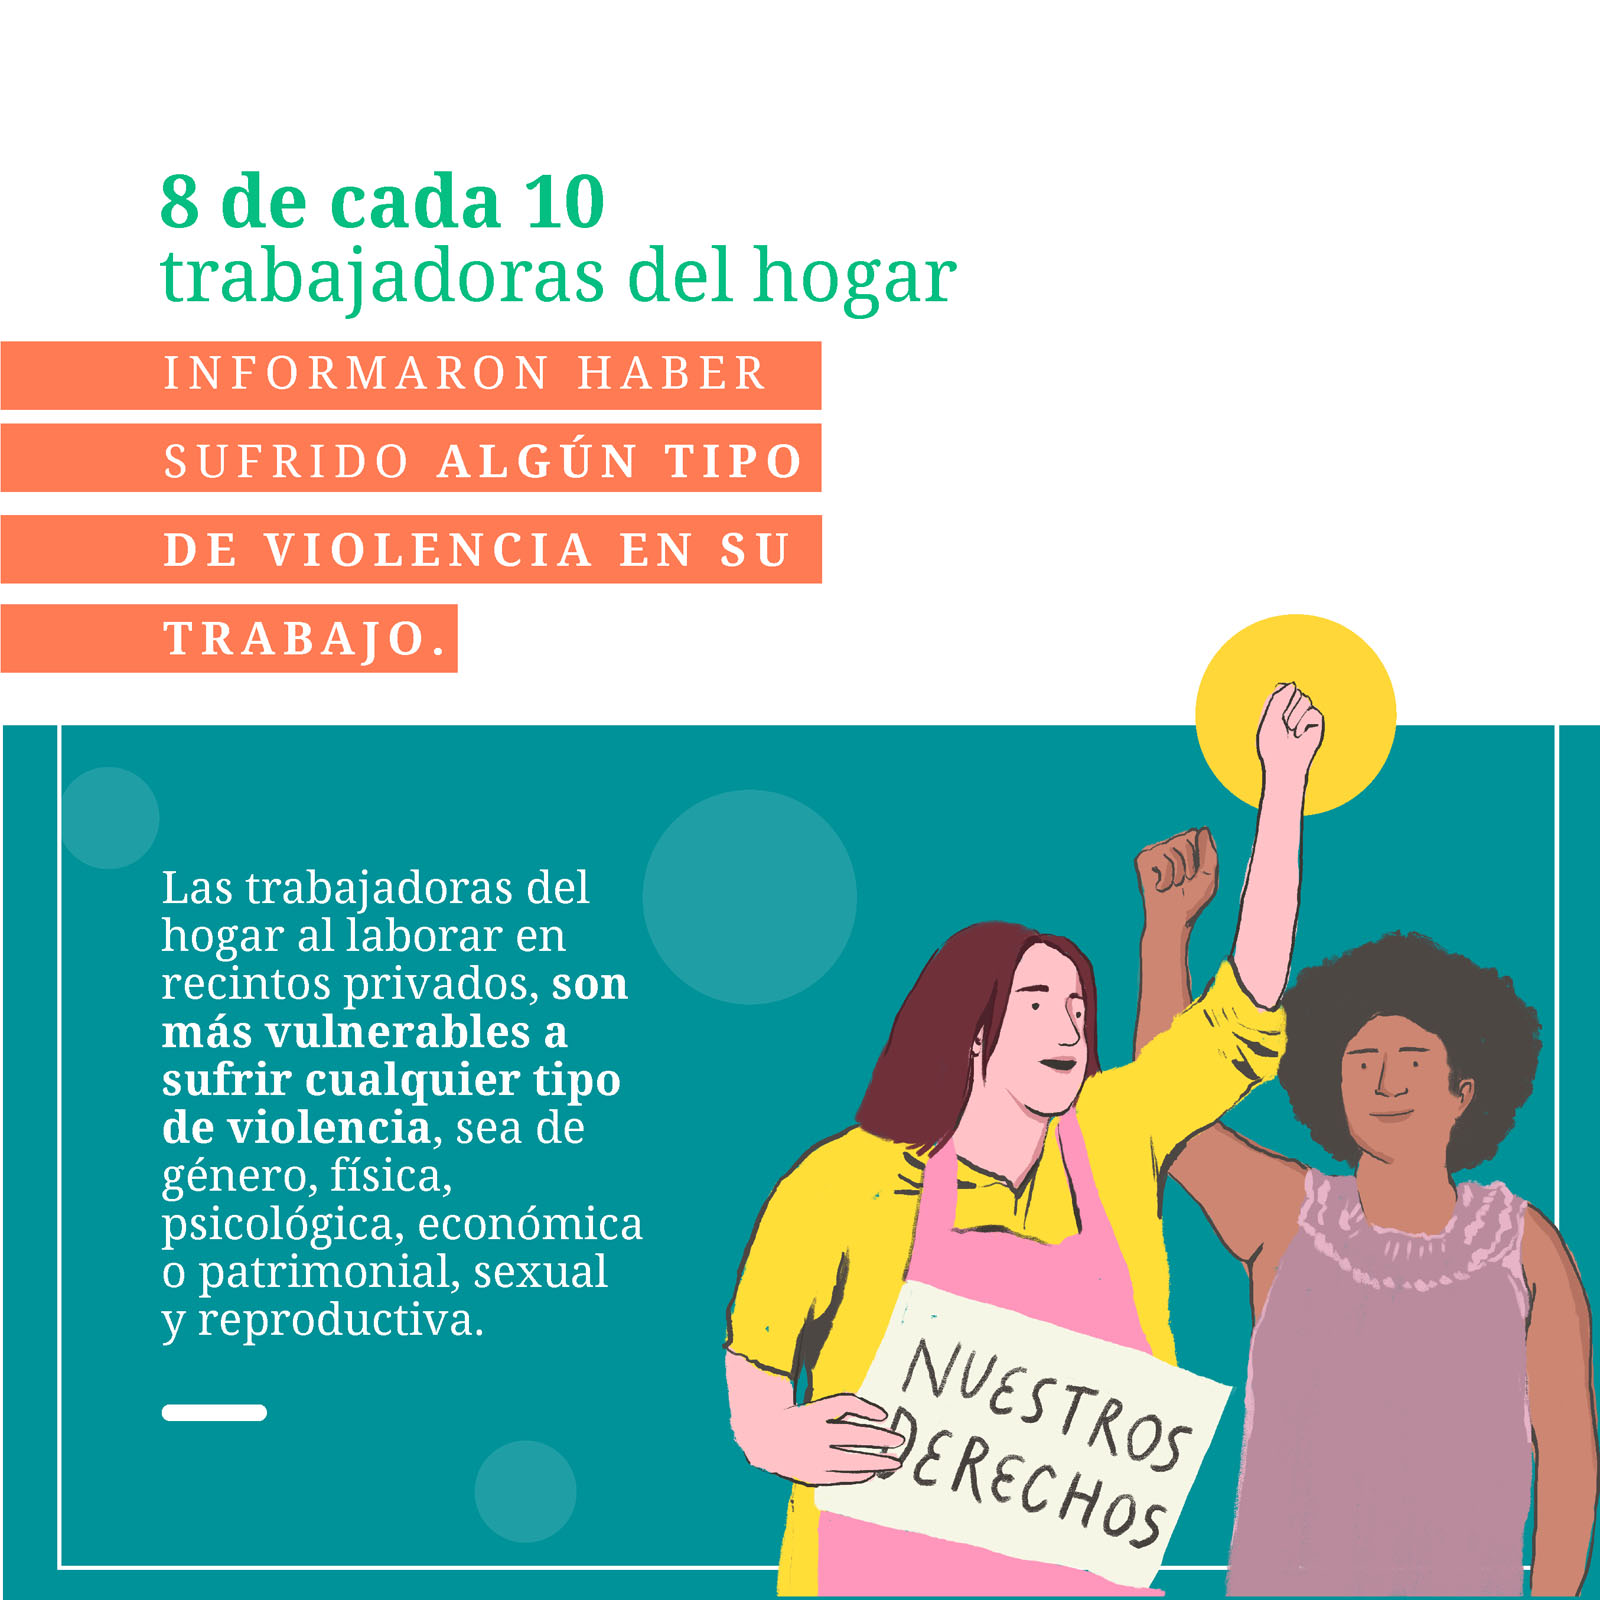 8 de cada 10
trabajadoras del hogar
INFORMARON HABER
SUFRIDO ALGÚN TIPO
DE VIOLENCIA EN SU
TRABAJO.
Las trabajadoras del
hogar al laborar en
recintos privados, son
más vulnerables a
sufrir cualquier tipo
de violencia, sea de
género, física,
psicológica, económica
o patrimonial, sexual
y reproductiva.
NUESTROS
DERECHOS